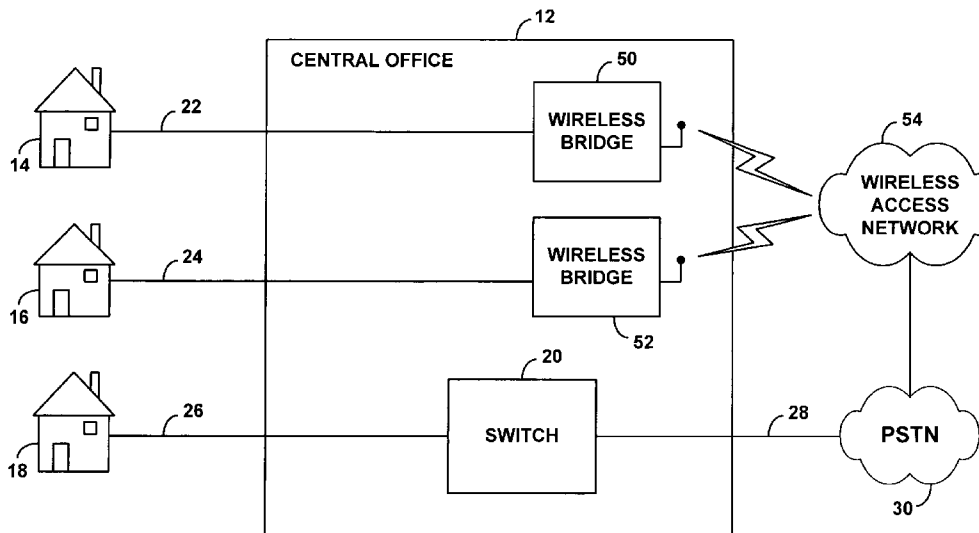 12
CENTRAL OFFICE
50
22
WIRELESS
BRIDGE
14
54
WIRELESS
ACCESS
NETWORK
24
WIRELESS
BRIDGE
16
52
20
26
SWITCH
28
PSTN
18
30